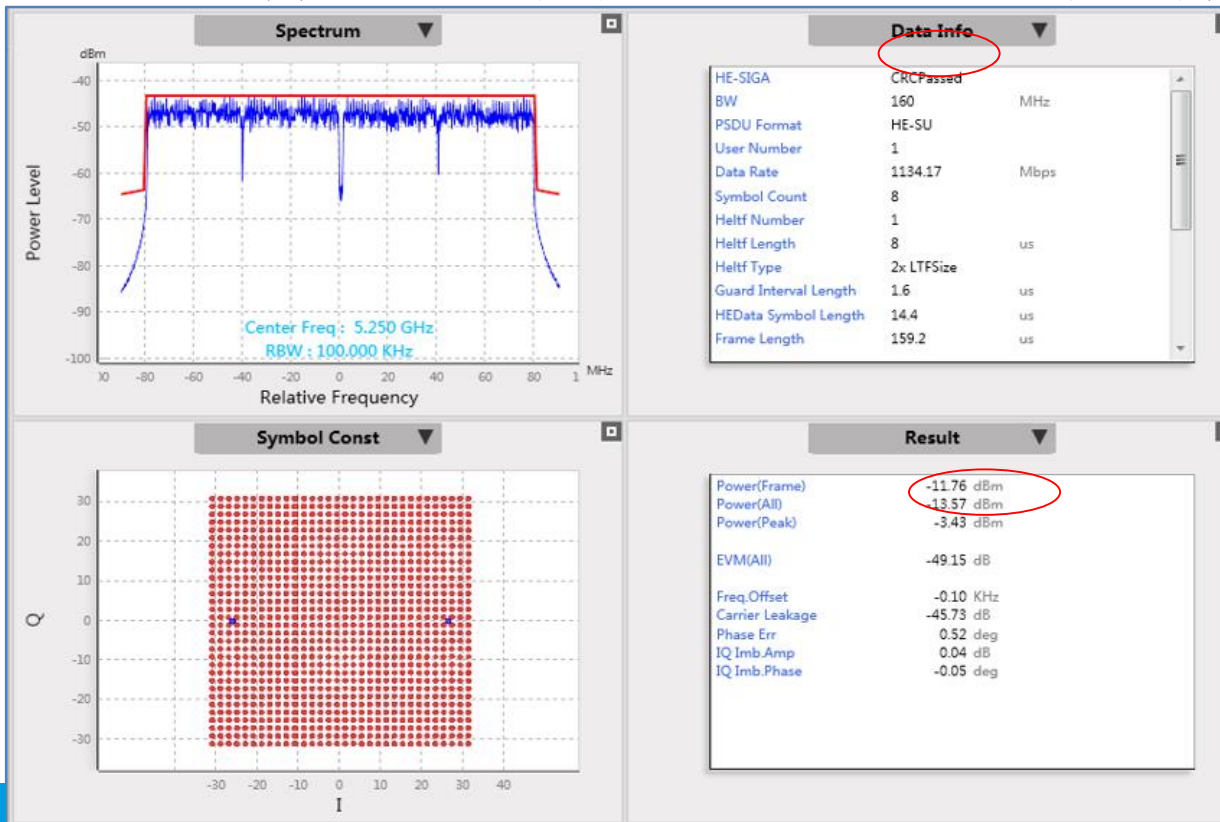 Spectrum ▼
dBm
-40
-50
-60
-70
-80
-90
-100
Power Level
Center Freq : 5.250 GHz
RBW : 100.000 KHz
-80 -60 -40 -20 0 20 40 60 80 1 MHz
Relative Frequency
Data Info ▼
HE-SIGA CRCPassed
BW 160 MHz
PSDU Format HE-SU
User Number 1
Data Rate 1134.17 Mbps
Symbol Count 8
Heltf Number 1
Heltf Length 8 us
Heltf Type 2x LTFSize
Guard Interval Length 1.6 us
HEData Symbol Length 14.4 us
Frame Length 159.2 us
Symbol Const ▼
30
20
10
0
-10
-20
-30
Q
-30 -20 -10 0 10 20 30 40
I
Result ▼
Power(Frame) -11.76 dBm
Power(All) -13.57 dBm
Power(Peak) -3.43 dBm
EVM(All) -49.15 dB
Freq.Offset -0.10 KHz
Carrier Leakage -45.73 dB
Phase Err 0.52 deg
IQ Imb.Amp 0.04 dB
IQ Imb.Phase -0.05 deg